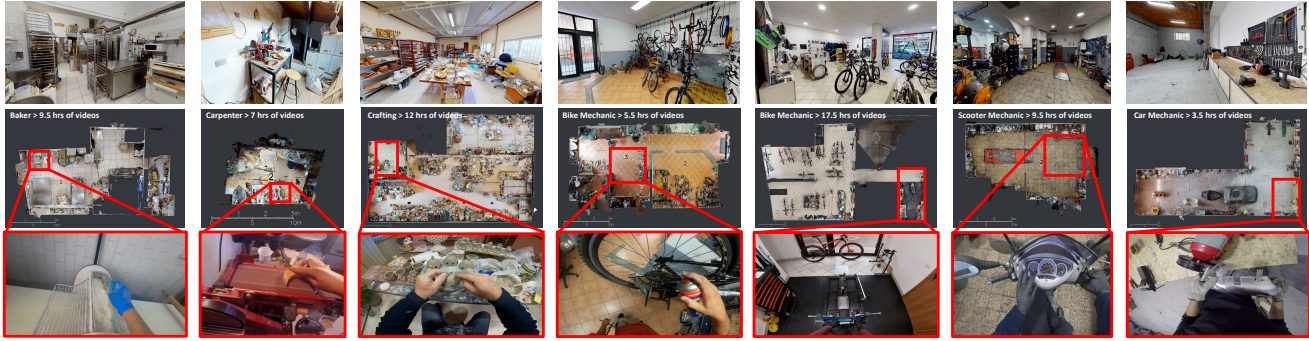 Baker > 9.5 hrs of videos
Carpenter > 7 hrs of videos
Crafting > 12 hrs of videos
Bike Mechanic > 5.5 hrs of videos
Bike Mechanic > 17.5 hrs of videos
Scooter Mechanic > 9.5 hrs of videos
Car Mechanic > 3.5 hrs of videos